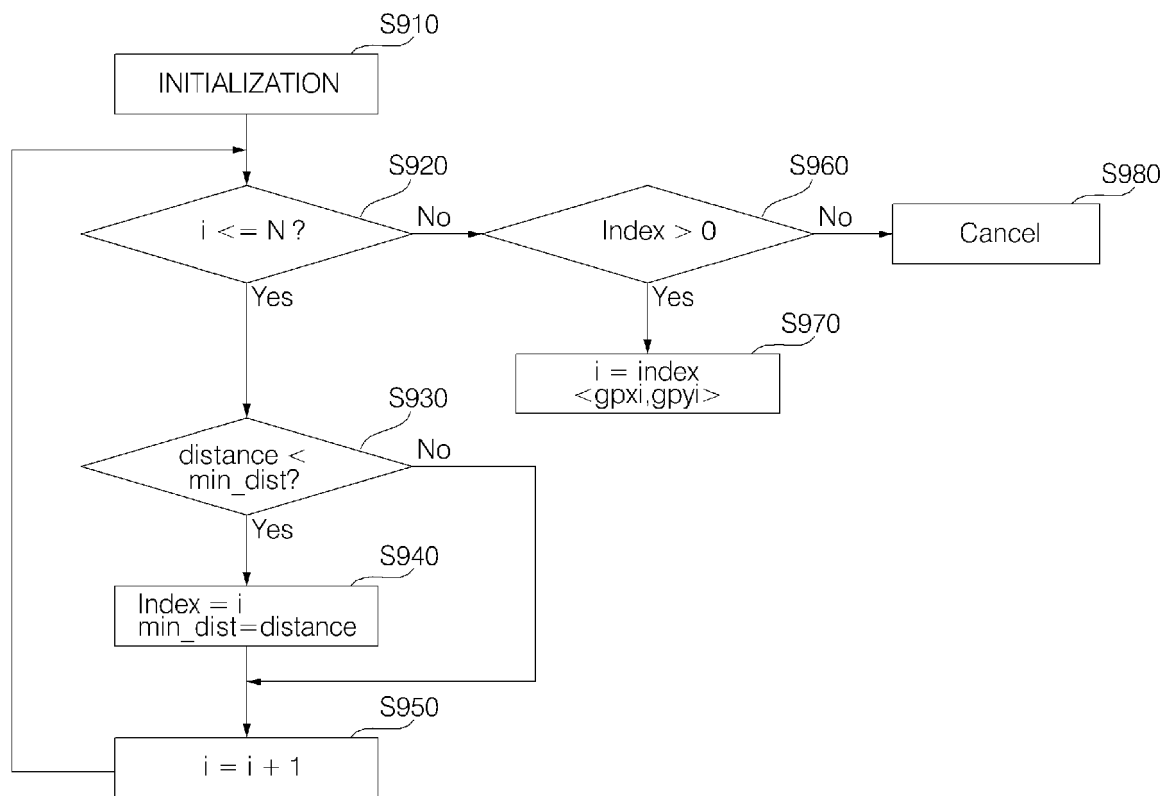 S910
INITIALIZATION
S920
i <= N ?
No
Yes
S960
Index > 0
No
Yes
S980
Cancel
S970
i = index
<gpxi,gpyi>
S930
distance <
min_dist?
No
Yes
S940
Index = i
min_dist=distance
S950
i = i + 1